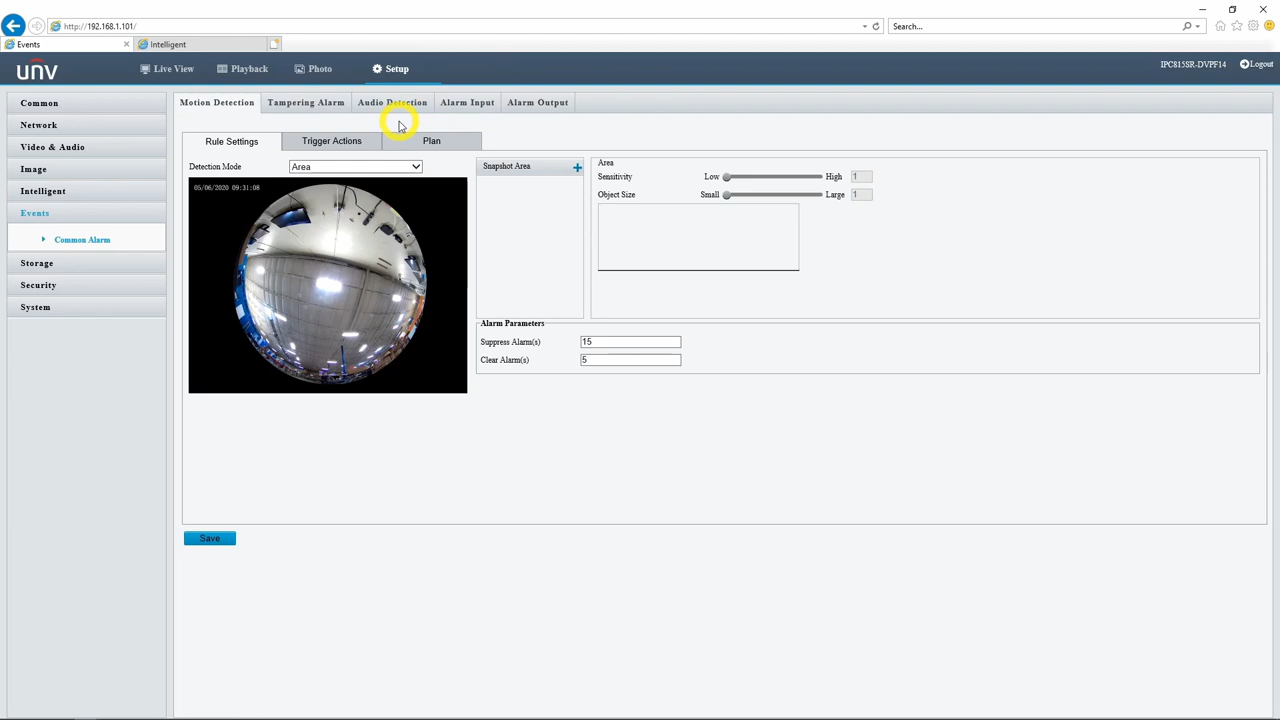 http://192.168.1.101/
Search...
Events
Intelligent
unv
Live View
Playback
Photo
Setup
IPC815SR-DVPF14
Logout
Common
Network
Video & Audio
Image
Intelligent
Events
Common Alarm
Storage
Security
System
Motion Detection
Tampering Alarm
Audio Detection
Alarm Input
Alarm Output
Rule Settings
Trigger Actions
Plan
Detection Mode
Area
05/06/2020 09:31:08
Snapshot Area
Area
Sensitivity
Low
High
1
Object Size
Small
Large
1
Alarm Parameters
Suppress Alarm(s)
15
Clear Alarm(s)
5
Save